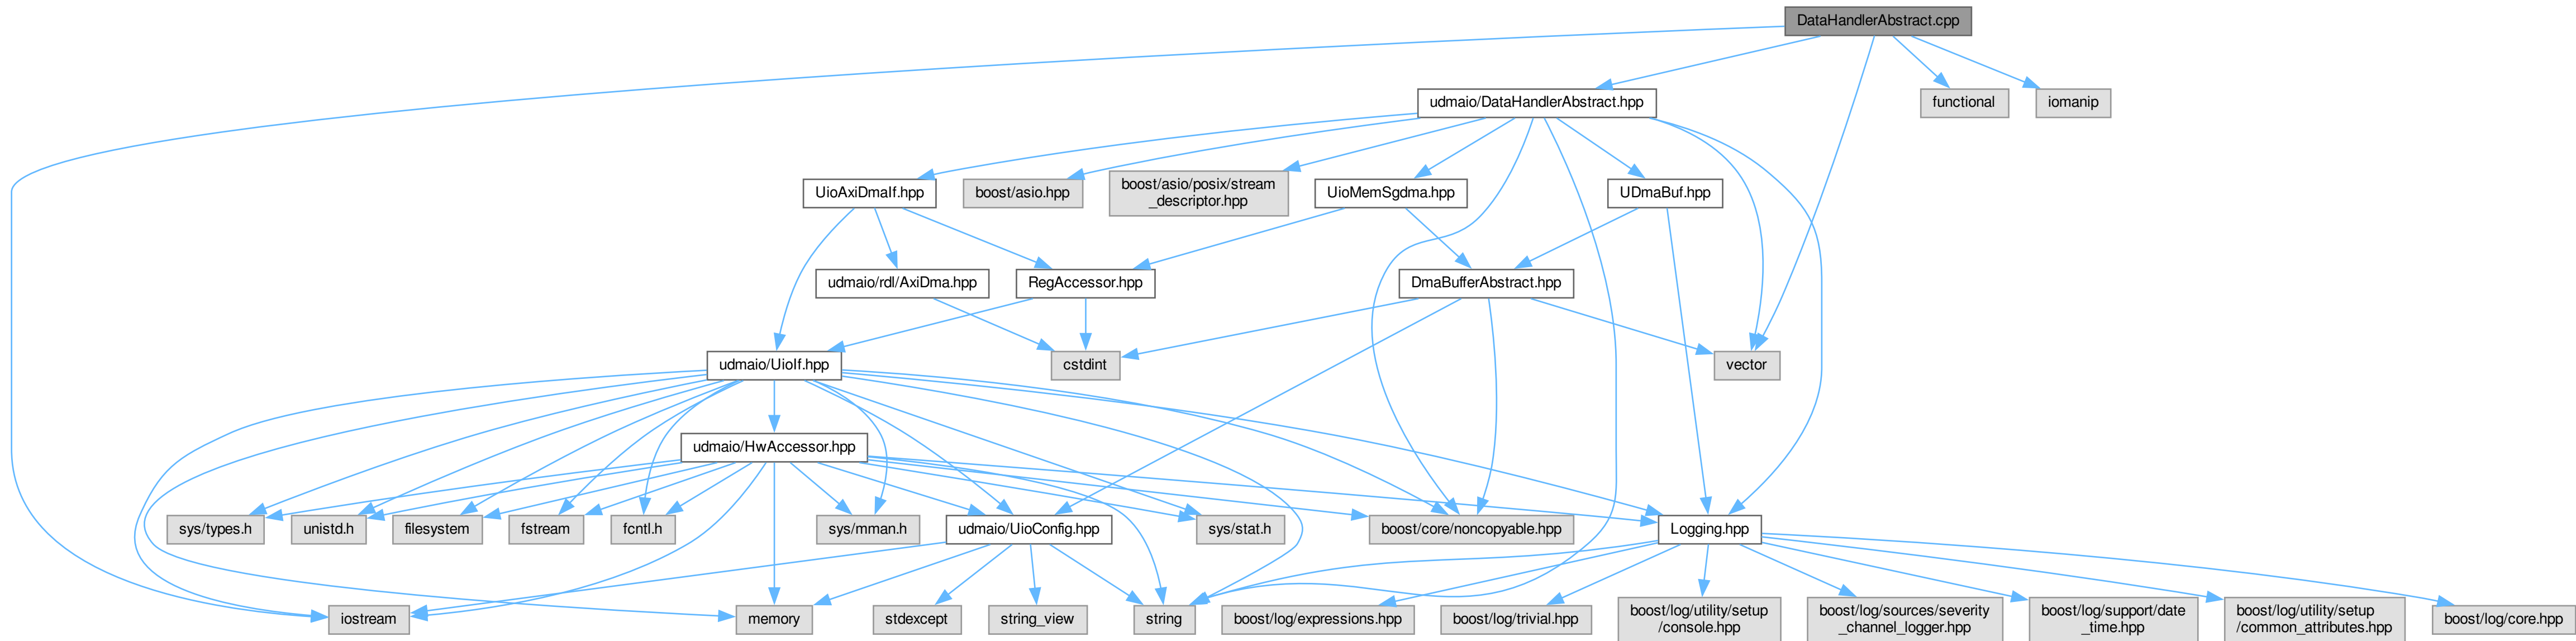 DataHandlerAbstract.cpp
udmaio/DataHandlerAbstract.hpp
functional
iomanip
UioAxiDmaIf.hpp
boost/asio.hpp
boost/asio/posix/stream
_descriptor.hpp
UioMemSgdma.hpp
UDmaBuf.hpp
udmaio/rdl/AxiDma.hpp
RegAccessor.hpp
DmaBufferAbstract.hpp
udmaio/UioIf.hpp
cstdint
vector
udmaio/HwAccessor.hpp
sys/types.h
unistd.h
filesystem
fstream
fcntl.h
sys/mman.h
udmaio/UioConfig.hpp
sys/stat.h
boost/core/noncopyable.hpp
Logging.hpp
iostream
memory
stdexcept
string_view
string
boost/log/expressions.hpp
boost/log/trivial.hpp
boost/log/utility/setup
/console.hpp
boost/log/sources/severity
_channel_logger.hpp
boost/log/support/date
_time.hpp
boost/log/utility/setup
/common_attributes.hpp
boost/log/core.hpp